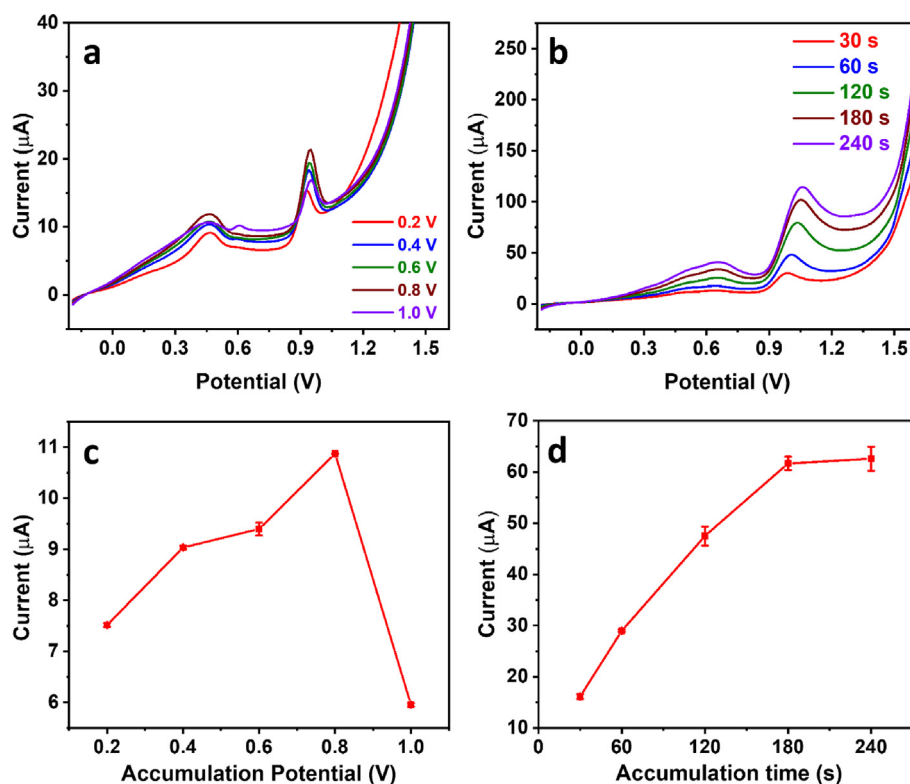 a
40
30
20
10
0
Current (μA)
0.2 V
0.4 V
0.6 V
0.8 V
1.0 V
0.0 0.3 0.6 0.9 1.2 1.5
Potential (V)
b
250
200
150
100
50
0
Current (μA)
30 s
60 s
120 s
180 s
240 s
0.0 0.3 0.6 0.9 1.2 1.5
Potential (V)
c
11
10
9
8
7
6
Current (μA)
0.2 0.4 0.6 0.8 1.0
Accumulation Potential (V)
d
70
60
50
40
30
20
10
Current (μA)
0 60 120 180 240
Accumulation time (s)